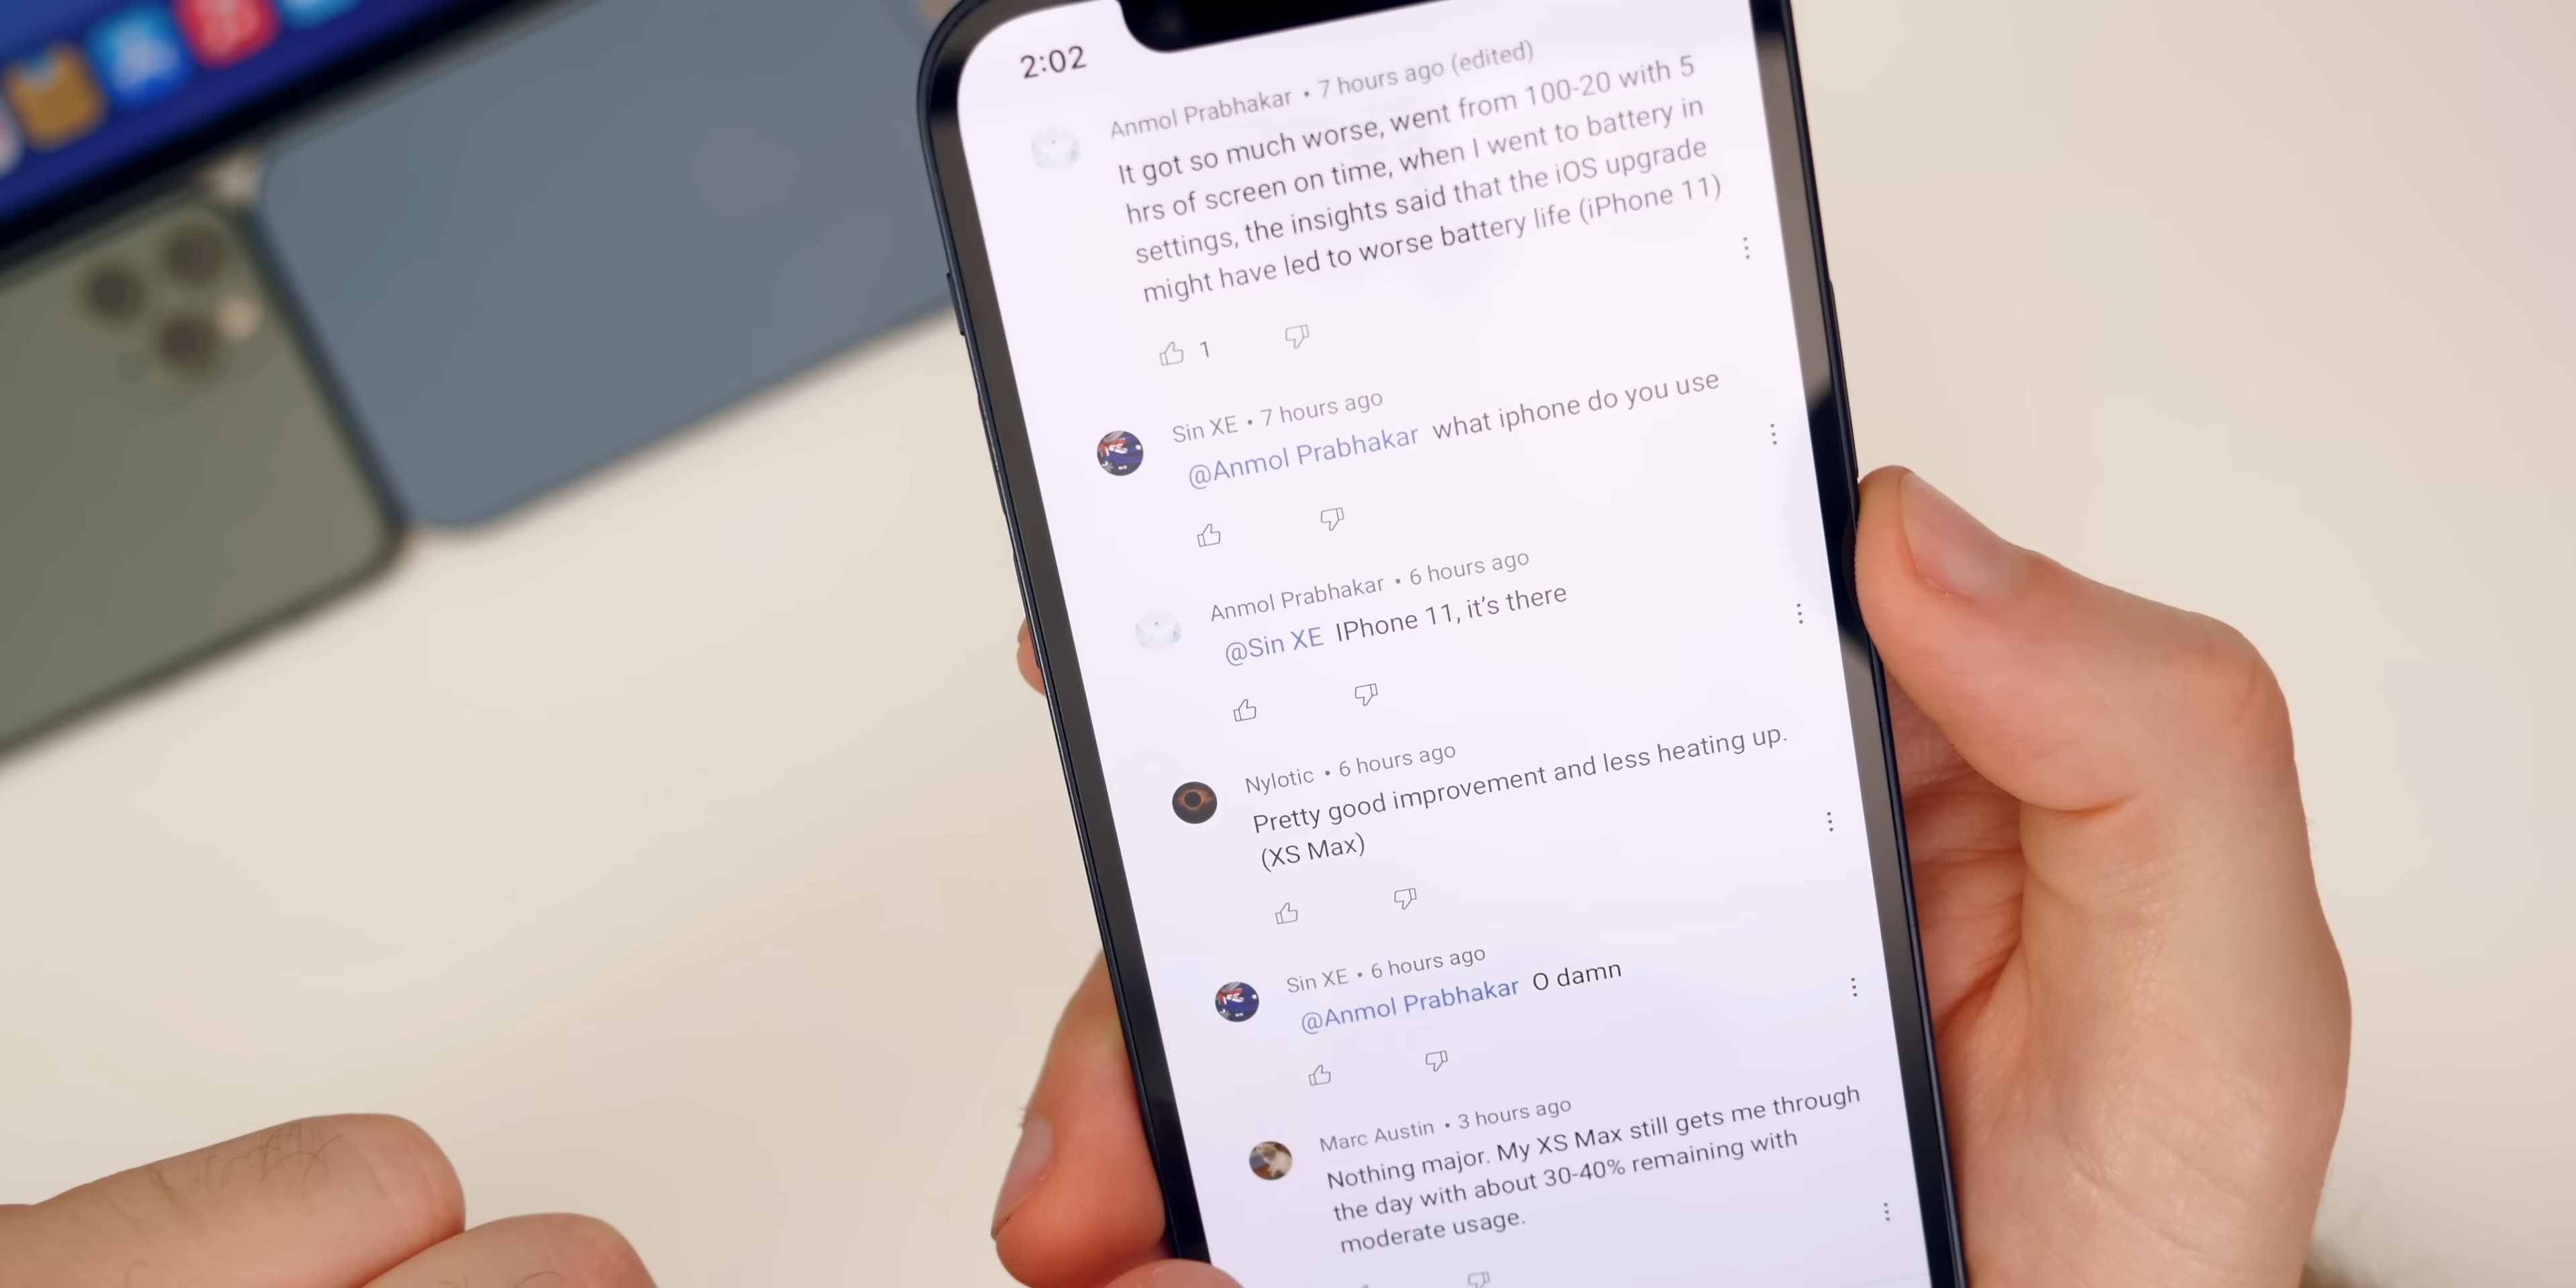 2:02
Anmol Prabhakar • 7 hours ago (edited)
It got so much worse, went from 100-20 with 5
hrs of screen on time, when I went to battery in
settings, the insights said that the iOS upgrade
might have led to worse battery life (iPhone 11)
1
Sin XE • 7 hours ago
@Anmol Prabhakar what iphone do you use
Anmol Prabhakar • 6 hours ago
@Sin XE IPhone 11, it's there
Nylotic • 6 hours ago
Pretty good improvement and less heating up.
(XS Max)
Sin XE • 6 hours ago
@Anmol Prabhakar O damn
Marc Austin • 3 hours ago
Nothing major. My XS Max still gets me through
the day with about 30-40% remaining with
moderate usage.